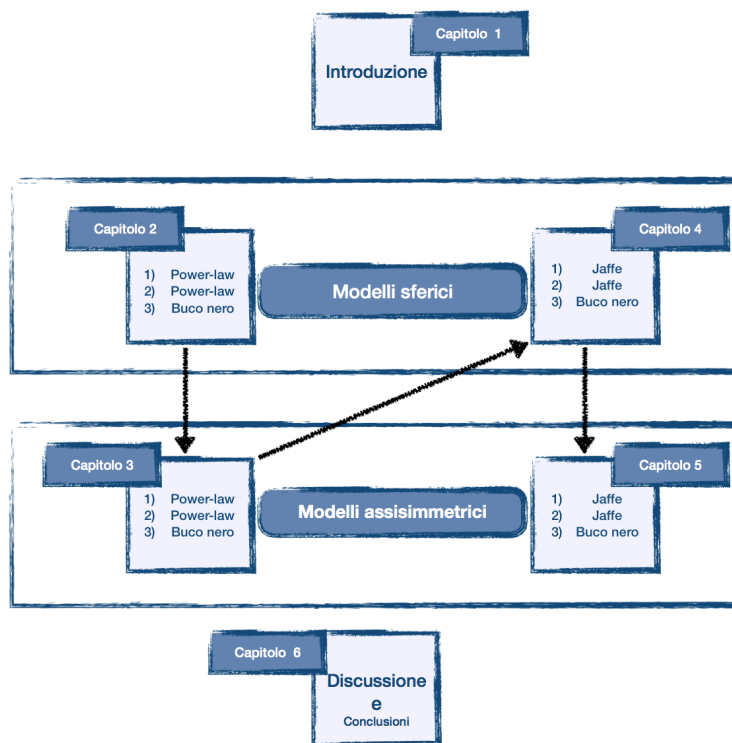 Capitolo 1
Introduzione
Capitolo 2
1) Power-law
2) Power-law
3) Buco nero
Modelli sferici
Capitolo 4
1) Jaffe
2) Jaffe
3) Buco nero
Capitolo 3
1) Power-law
2) Power-law
3) Buco nero
Modelli assisimmetrici
Capitolo 5
1) Jaffe
2) Jaffe
3) Buco nero
Capitolo 6
Discussione
e
Conclusioni